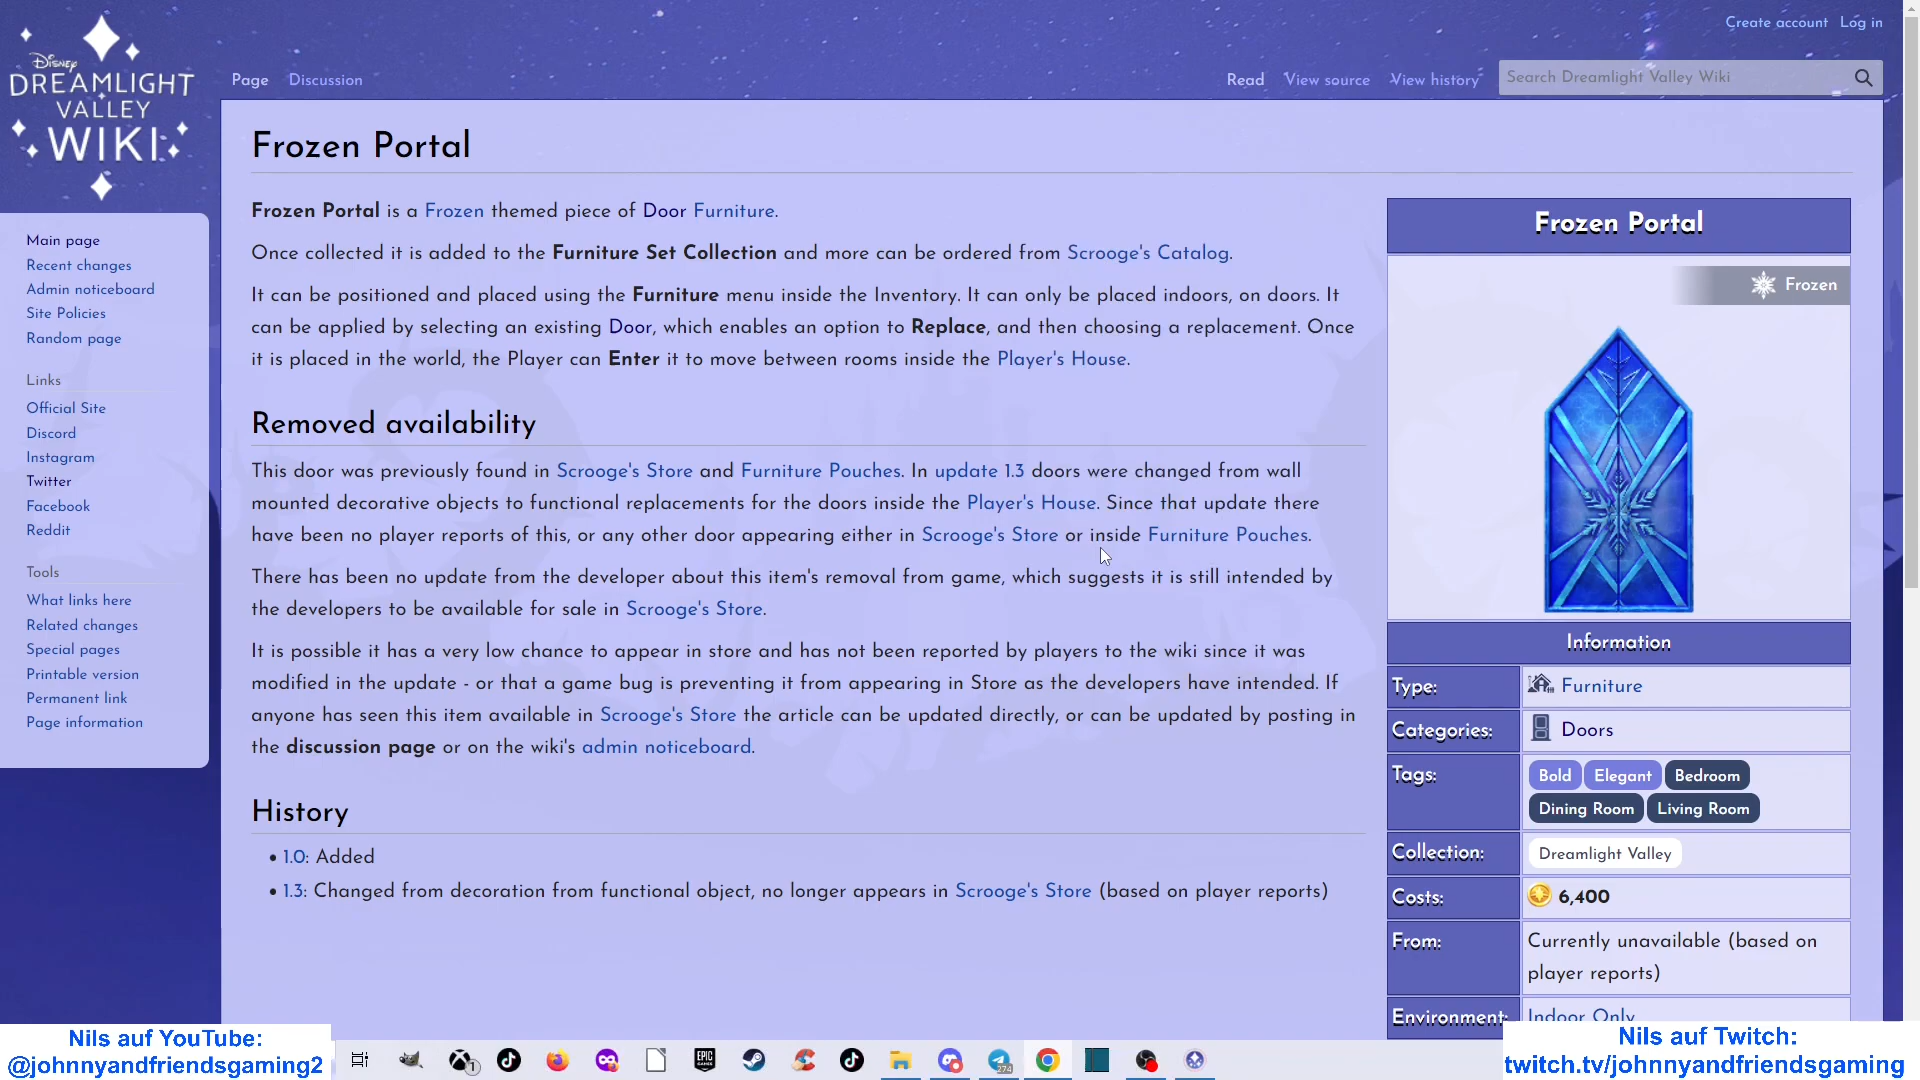 Create account Log in
Disney
DREAMLIGHT
VALLEY
WIKI
Page Discussion
Read View source View history Search Dreamlight Valley Wiki
Main page
Recent changes
Admin noticeboard
Site Policies
Random page
Links
Official Site
Discord
Instagram
Twitter
Facebook
Reddit
Tools
What links here
Related changes
Special pages
Printable version
Permanent link
Page information
Frozen Portal
Frozen Portal is a Frozen themed piece of Door Furniture.
Once collected it is added to the Furniture Set Collection and more can be ordered from Scrooge's Catalog.
It can be positioned and placed using the Furniture menu inside the Inventory. It can only be placed indoors, on doors. It
can be applied by selecting an existing Door, which enables an option to Replace, and then choosing a replacement. Once
it is placed in the world, the Player can Enter it to move between rooms inside the Player's House.
Removed availability
This door was previously found in Scrooge's Store and Furniture Pouches. In update 1.3 doors were changed from wall
mounted decorative objects to functional replacements for the doors inside the Player's House. Since that update there
have been no player reports of this, or any other door appearing either in Scrooge's Store or inside Furniture Pouches.
There has been no update from the developer about this item's removal from game, which suggests it is still intended by
the developers to be available for sale in Scrooge's Store.
It is possible it has a very low chance to appear in store and has not been reported by players to the wiki since it was
modified in the update - or that a game bug is preventing it from appearing in Store as the developers have intended. If
anyone has seen this item available in Scrooge's Store the article can be updated directly, or can be updated by posting in
the discussion page or on the wiki's admin noticeboard.
History
• 1.0: Added
• 1.3: Changed from decoration from functional object, no longer appears in Scrooge's Store (based on player reports)
Frozen Portal
Frozen
Information
Type: Furniture
Categories: Doors
Tags: Bold Elegant Bedroom
Dining Room Living Room
Collection: Dreamlight Valley
Costs: 6,400
From: Currently unavailable (based on
player reports)
Environment: Indoor Only
Nils auf YouTube:
@johnnyandfriendsgaming2
1
EPIC
GAMES
274
Nils auf Twitch:
twitch.tv/johnnyandfriendsgaming